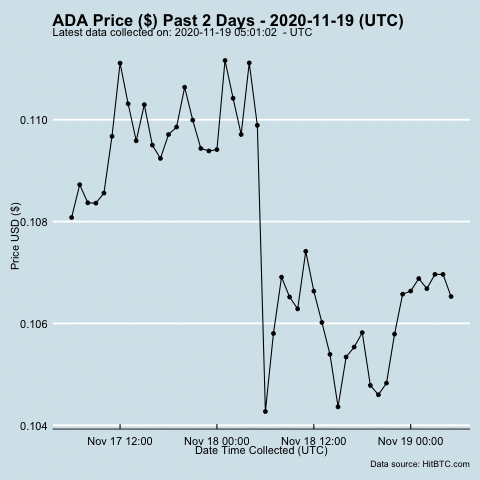 ADA Price ($) Past 2 Days - 2020-11-19 (UTC)
Latest data collected on: 2020-11-19 05:01:02 - UTC
0.110
0.108
0.106
0.104
Price USD ($)
Nov 17 12:00 Nov 18 00:00 Nov 18 12:00 Nov 19 00:00
Date Time Collected (UTC)
Data source: HitBTC.com